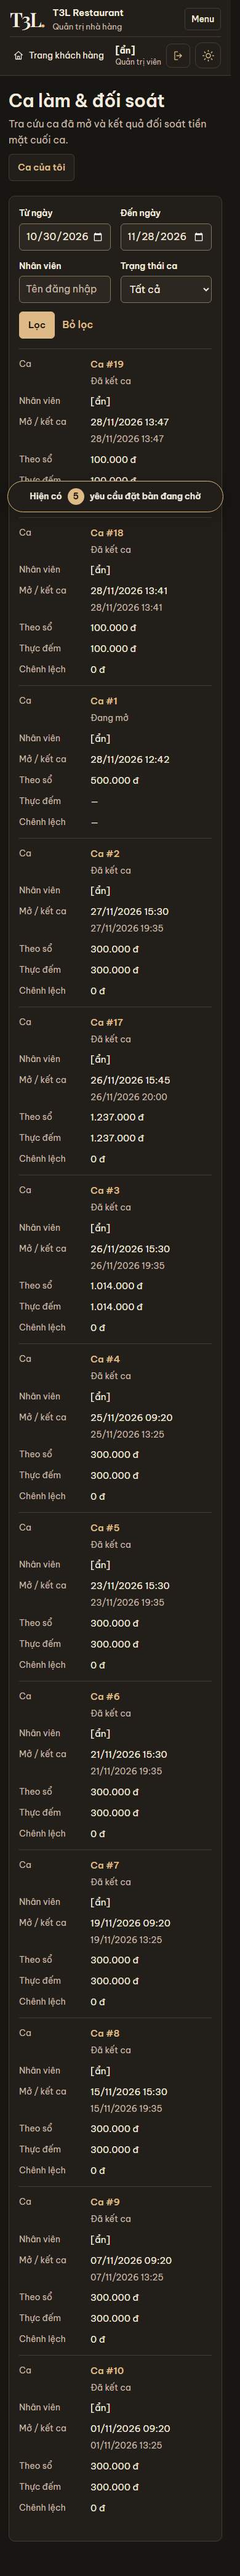 T3L.
T3L Restaurant
Quản trị nhà hàng
Menu
Trang khách hàng
[ẩn]
Quản trị viên
Ca làm & đối soát
Tra cứu ca đã mở và kết quả đối soát tiền
mặt cuối ca.
Ca của tôi
Từ ngày
Đến ngày
10/30/2026
11/28/2026
Nhân viên
Trạng thái ca
Tên đăng nhập
Tất cả
Lọc
Bỏ lọc
Ca
Ca #19
Đã kết ca
Nhân viên
[ẩn]
Mở / kết ca
28/11/2026 13:47
28/11/2026 13:47
Theo sổ
100.000 đ
Thực đếm
100.000 đ
Hiện có 5 yêu cầu đặt bàn đang chờ
Ca
Ca #18
Đã kết ca
Nhân viên
[ẩn]
Mở / kết ca
28/11/2026 13:41
28/11/2026 13:41
Theo sổ
100.000 đ
Thực đếm
100.000 đ
Chênh lệch
0 đ
Ca
Ca #1
Đang mở
Nhân viên
[ẩn]
Mở / kết ca
28/11/2026 12:42
Theo sổ
500.000 đ
Thực đếm
—
Chênh lệch
—
Ca
Ca #2
Đã kết ca
Nhân viên
[ẩn]
Mở / kết ca
27/11/2026 15:30
27/11/2026 19:35
Theo sổ
300.000 đ
Thực đếm
300.000 đ
Chênh lệch
0 đ
Ca
Ca #17
Đã kết ca
Nhân viên
[ẩn]
Mở / kết ca
26/11/2026 15:45
26/11/2026 20:00
Theo sổ
1.237.000 đ
Thực đếm
1.237.000 đ
Chênh lệch
0 đ
Ca
Ca #3
Đã kết ca
Nhân viên
[ẩn]
Mở / kết ca
26/11/2026 15:30
26/11/2026 19:35
Theo sổ
1.014.000 đ
Thực đếm
1.014.000 đ
Chênh lệch
0 đ
Ca
Ca #4
Đã kết ca
Nhân viên
[ẩn]
Mở / kết ca
25/11/2026 09:20
25/11/2026 13:25
Theo sổ
300.000 đ
Thực đếm
300.000 đ
Chênh lệch
0 đ
Ca
Ca #5
Đã kết ca
Nhân viên
[ẩn]
Mở / kết ca
23/11/2026 15:30
23/11/2026 19:35
Theo sổ
300.000 đ
Thực đếm
300.000 đ
Chênh lệch
0 đ
Ca
Ca #6
Đã kết ca
Nhân viên
[ẩn]
Mở / kết ca
21/11/2026 15:30
21/11/2026 19:35
Theo sổ
300.000 đ
Thực đếm
300.000 đ
Chênh lệch
0 đ
Ca
Ca #7
Đã kết ca
Nhân viên
[ẩn]
Mở / kết ca
19/11/2026 09:20
19/11/2026 13:25
Theo sổ
300.000 đ
Thực đếm
300.000 đ
Chênh lệch
0 đ
Ca
Ca #8
Đã kết ca
Nhân viên
[ẩn]
Mở / kết ca
15/11/2026 15:30
15/11/2026 19:35
Theo sổ
300.000 đ
Thực đếm
300.000 đ
Chênh lệch
0 đ
Ca
Ca #9
Đã kết ca
Nhân viên
[ẩn]
Mở / kết ca
07/11/2026 09:20
07/11/2026 13:25
Theo sổ
300.000 đ
Thực đếm
300.000 đ
Chênh lệch
0 đ
Ca
Ca #10
Đã kết ca
Nhân viên
[ẩn]
Mở / kết ca
01/11/2026 09:20
01/11/2026 13:25
Theo sổ
300.000 đ
Thực đếm
300.000 đ
Chênh lệch
0 đ